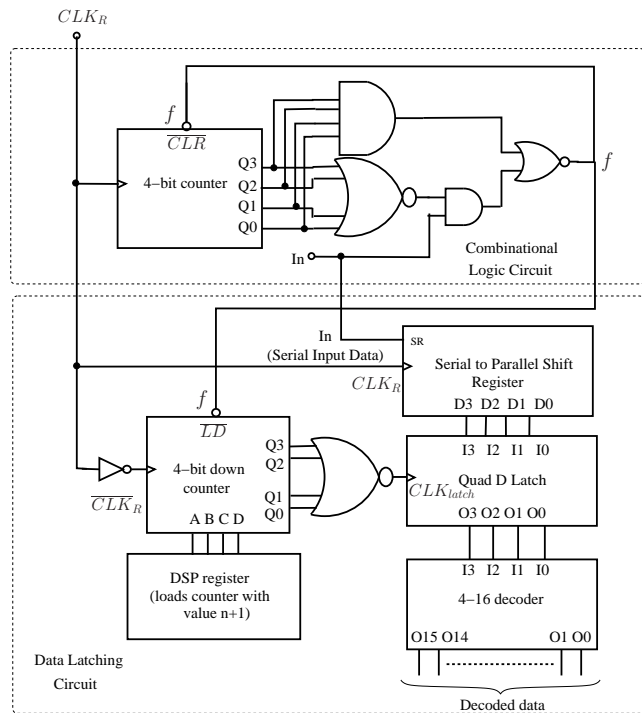 CLK_R
f
CLR
4-bit counter
Q3
Q2
Q1
Q0
f
In
Combinational
Logic Circuit
In
(Serial Input Data)
SR
CLK_R
Serial to Parallel Shift
Register
D3 D2 D1 D0
f
LD
4-bit down
counter
Q3
Q2
Q1
Q0
A B C D
CLK_R
I3 I2 I1 I0
Quad D Latch
CLK_latch
O3 O2 O1 O0
DSP register
(loads counter with
value n+1)
I3 I2 I1 I0
4-16 decoder
O15 O14 O1 O0
Data Latching
Circuit
Decoded data